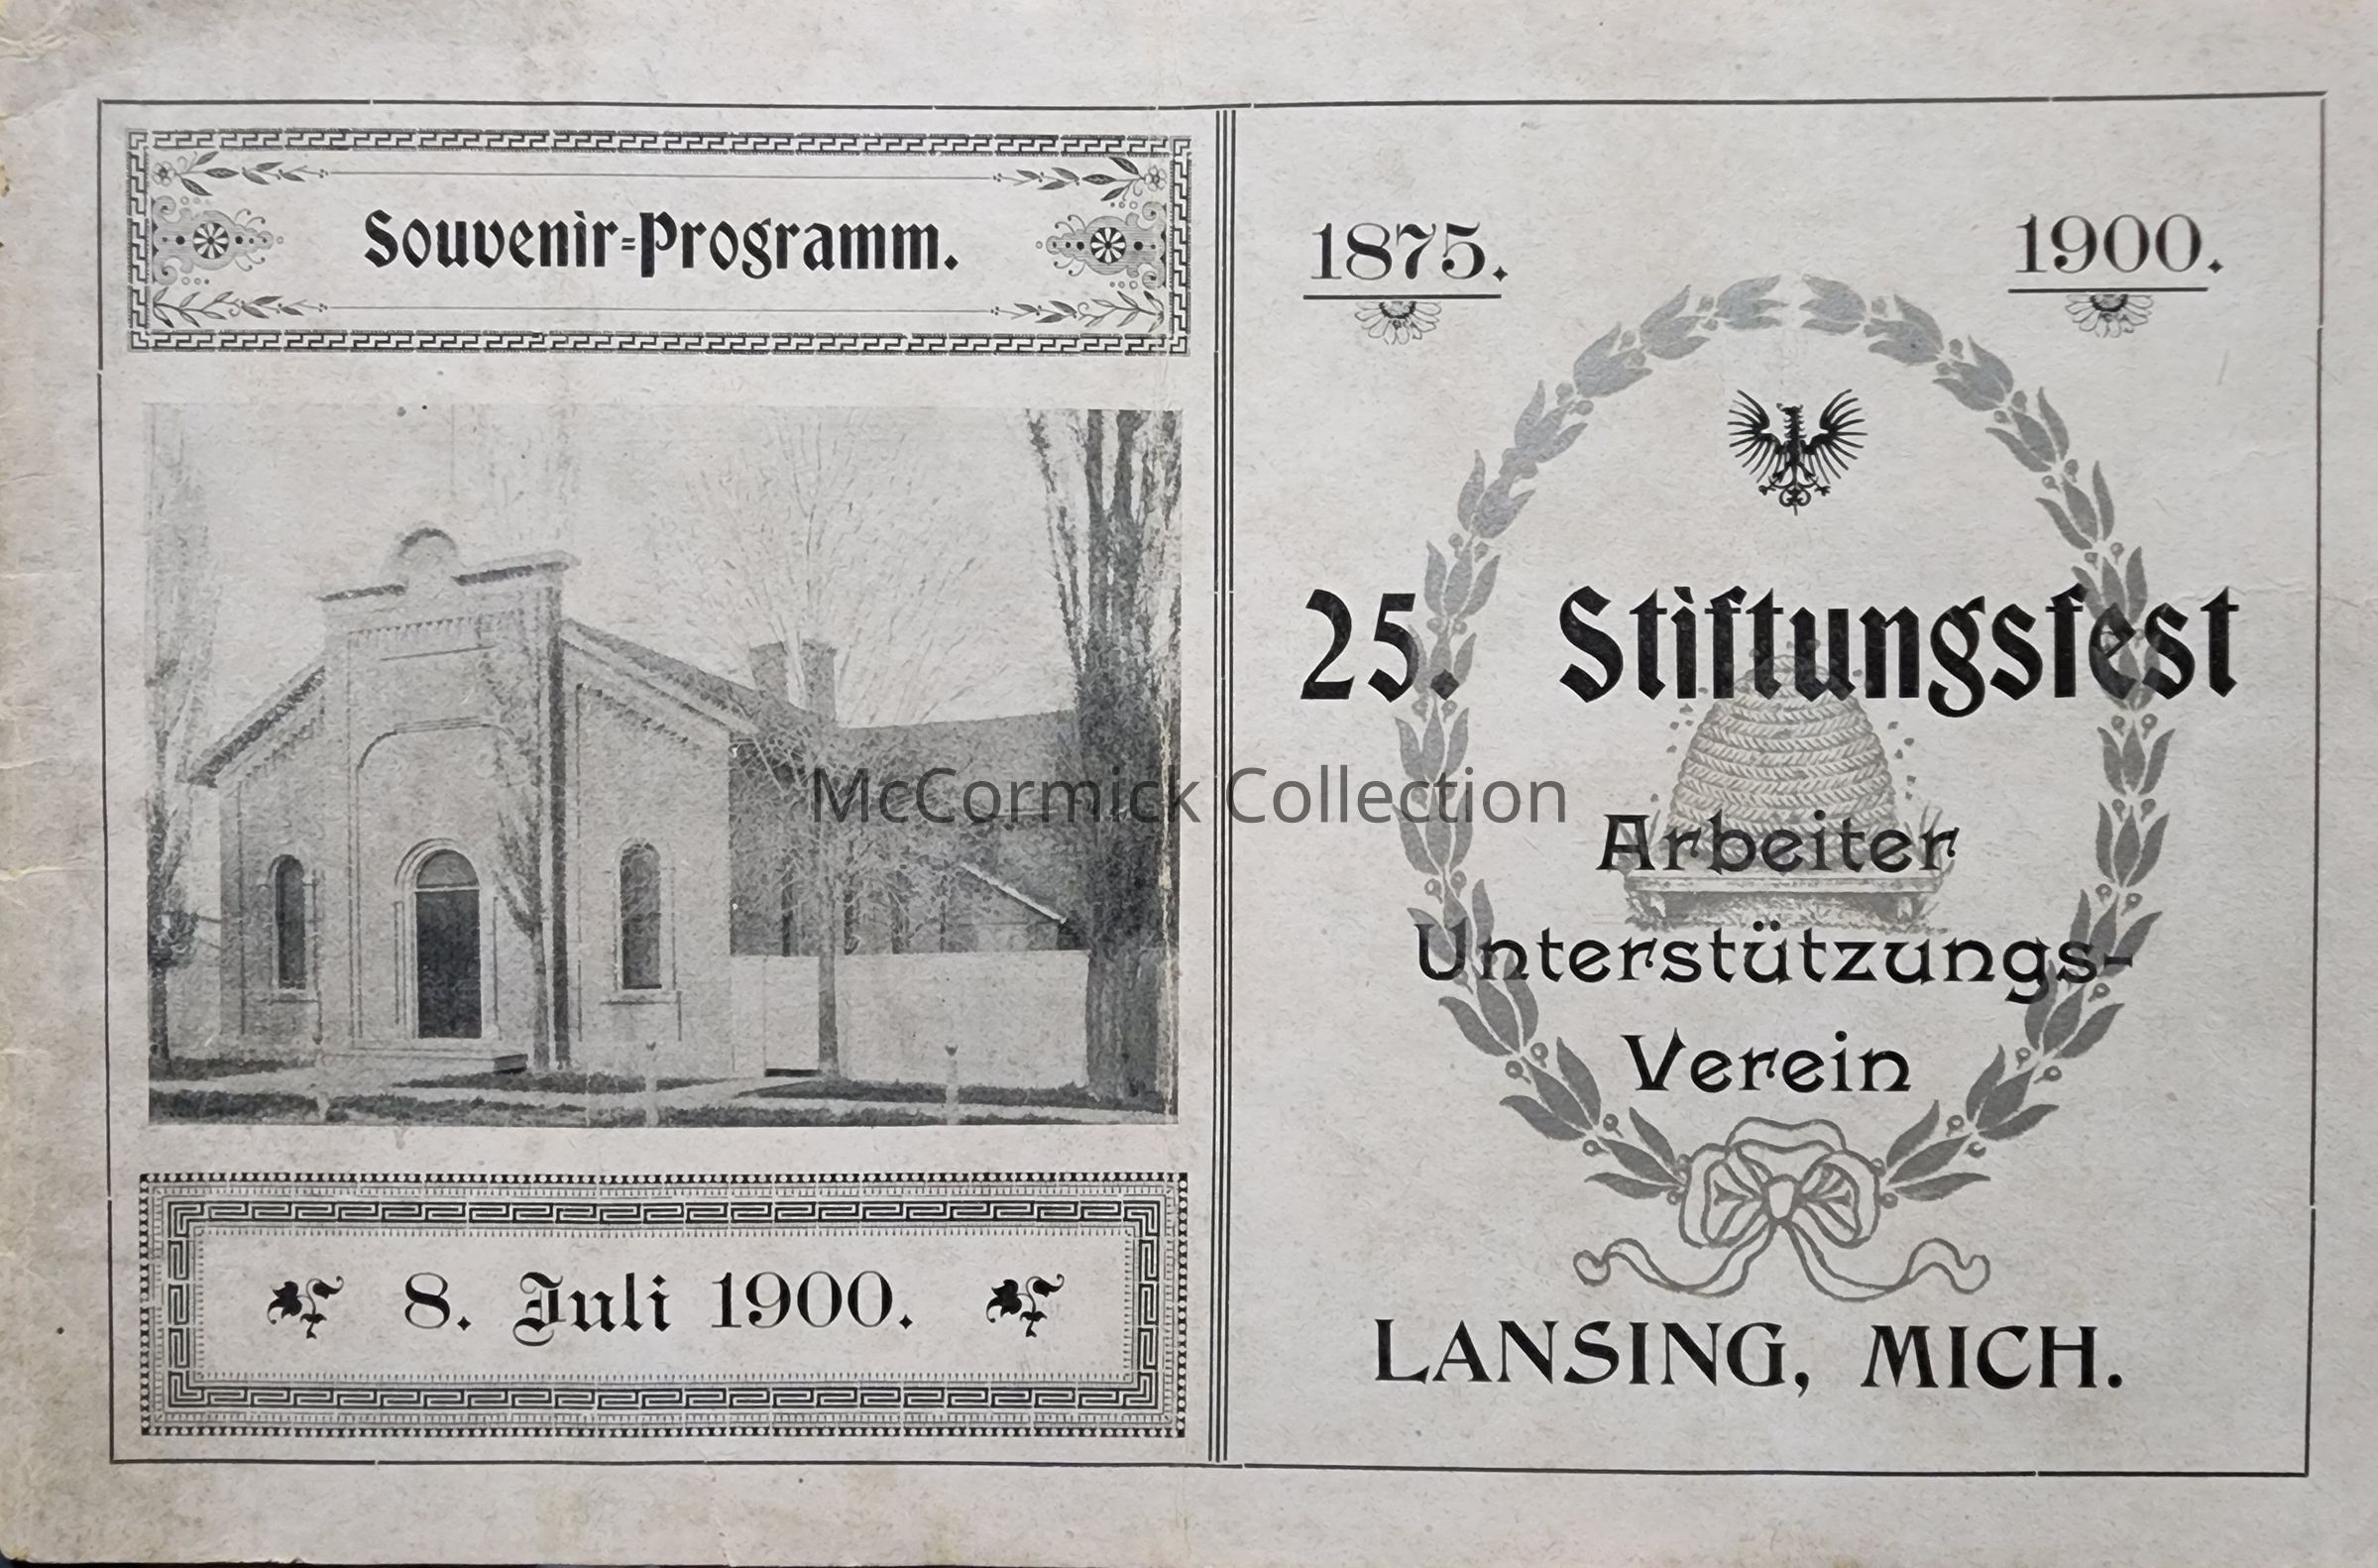 Souvenir-Programm.
8. Juli 1900.
1875.
1900.
25. Stiftungsfest
Arbeiter
Unterstützungs-
Verein
LANSING, MICH.
McCormick Collection